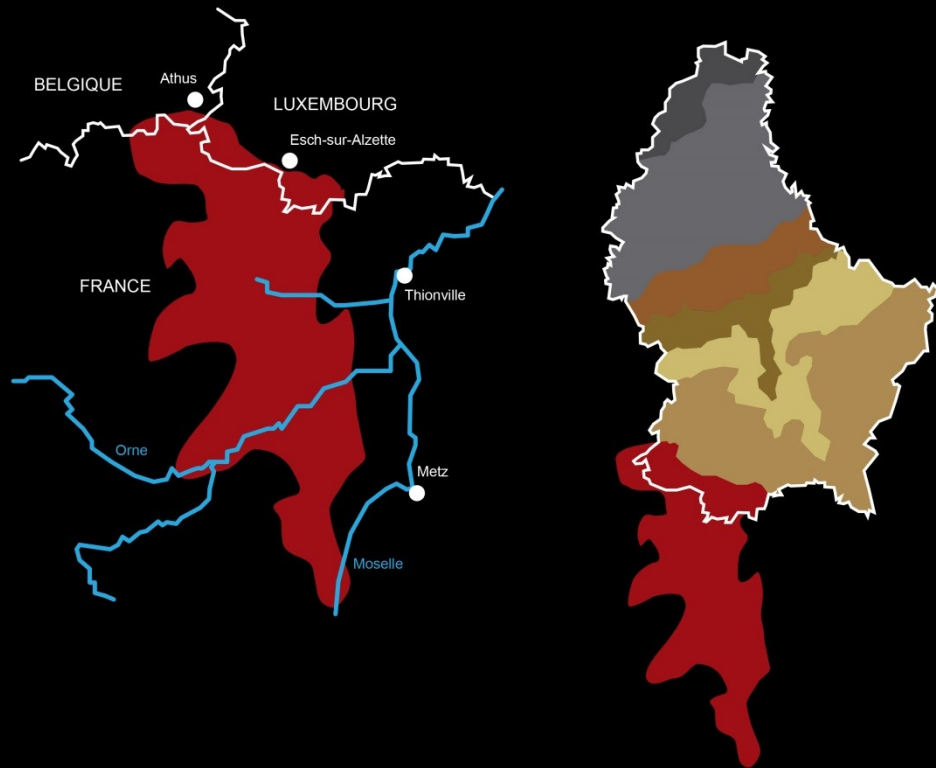 BELGIQUE
Athus
LUXEMBOURG
Esch-sur-Alzette
FRANCE
Thionville
Orne
Metz
Moselle